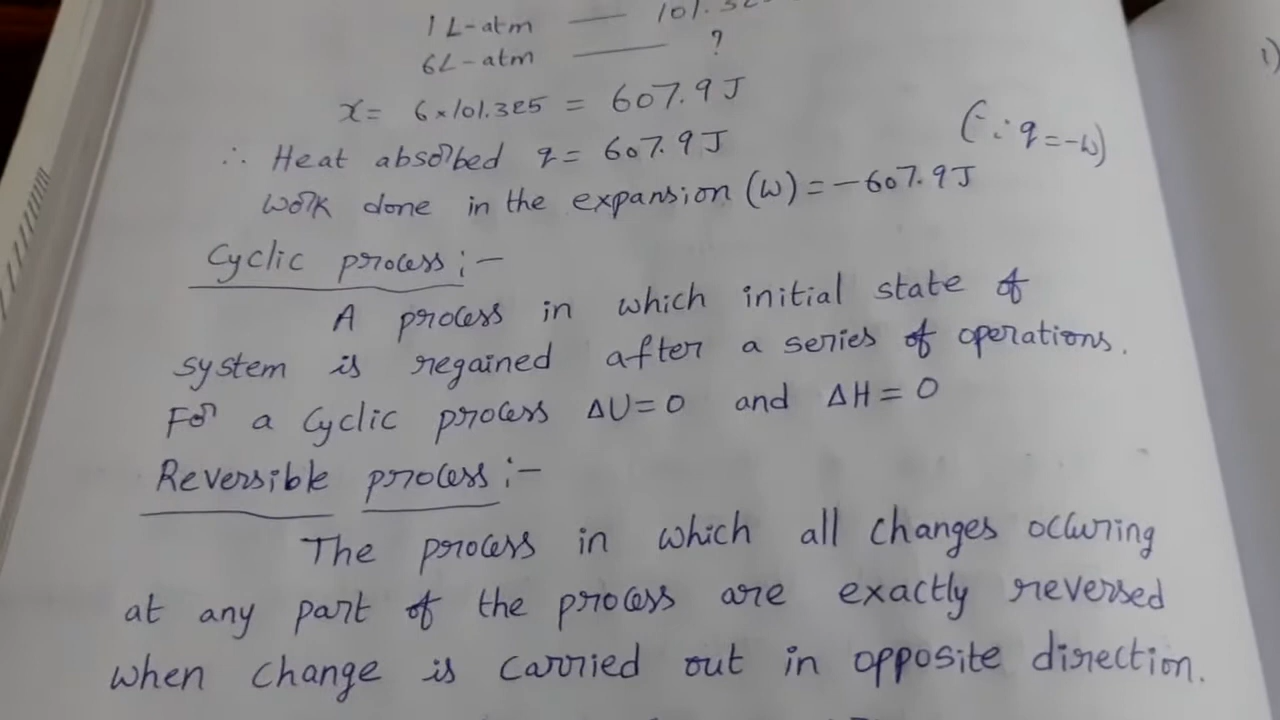 1 L-atm — 101.32
6L-atm — ?
x= 6×101.325 = 607.9 J
∴ Heat absorbed q= 607.9 J (∵ q=-w)
Work done in the expansion (w) = -607.9 J
Cyclic process:-
A process in which initial state of
system is regained after a series of operations.
For a Cyclic process ΔU=0 and ΔH=0
Reversible process:-
The process in which all changes occuring
at any part of the process are exactly reversed
when change is carried out in opposite direction.
1)